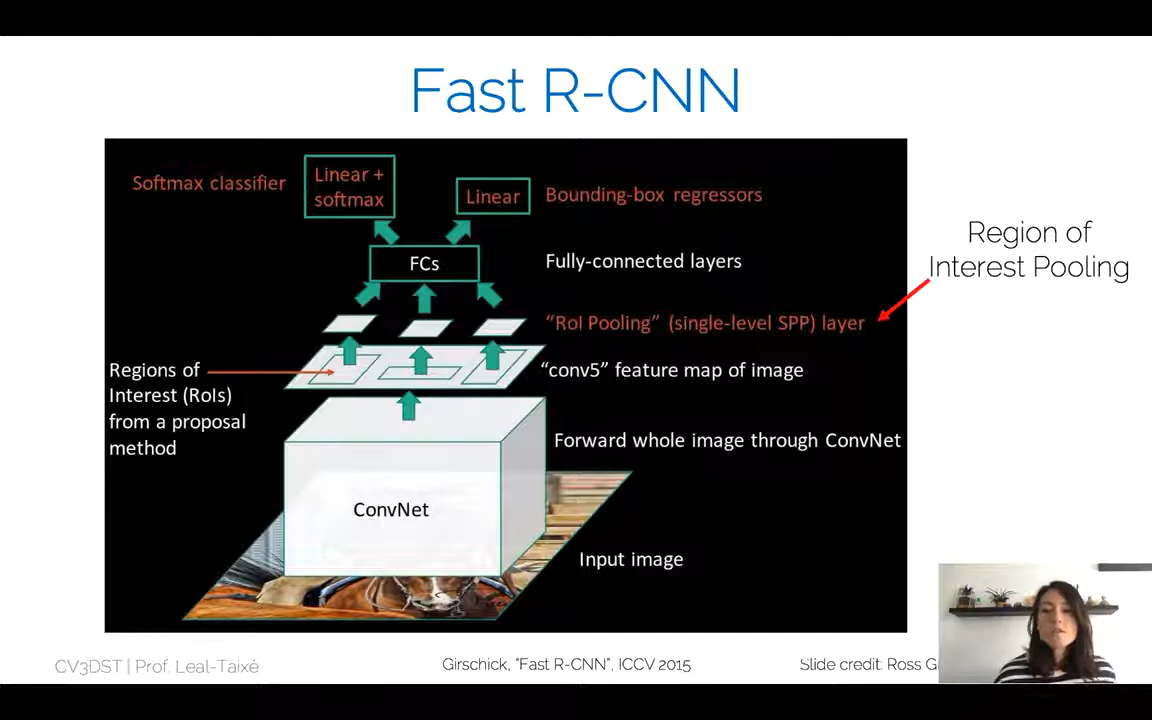 Fast R-CNN
Softmax classifier
Linear +
softmax
Linear
Bounding-box regressors
FCs
Fully-connected layers
Region of
Interest Pooling
“RoI Pooling” (single-level SPP) layer
Regions of
Interest (RoIs)
from a proposal
method
“conv5” feature map of image
Forward whole image through ConvNet
ConvNet
Input image
CV3DST | Prof. Leal-Taixé
Girschick, “Fast R-CNN”, ICCV 2015
Slide credit: Ross